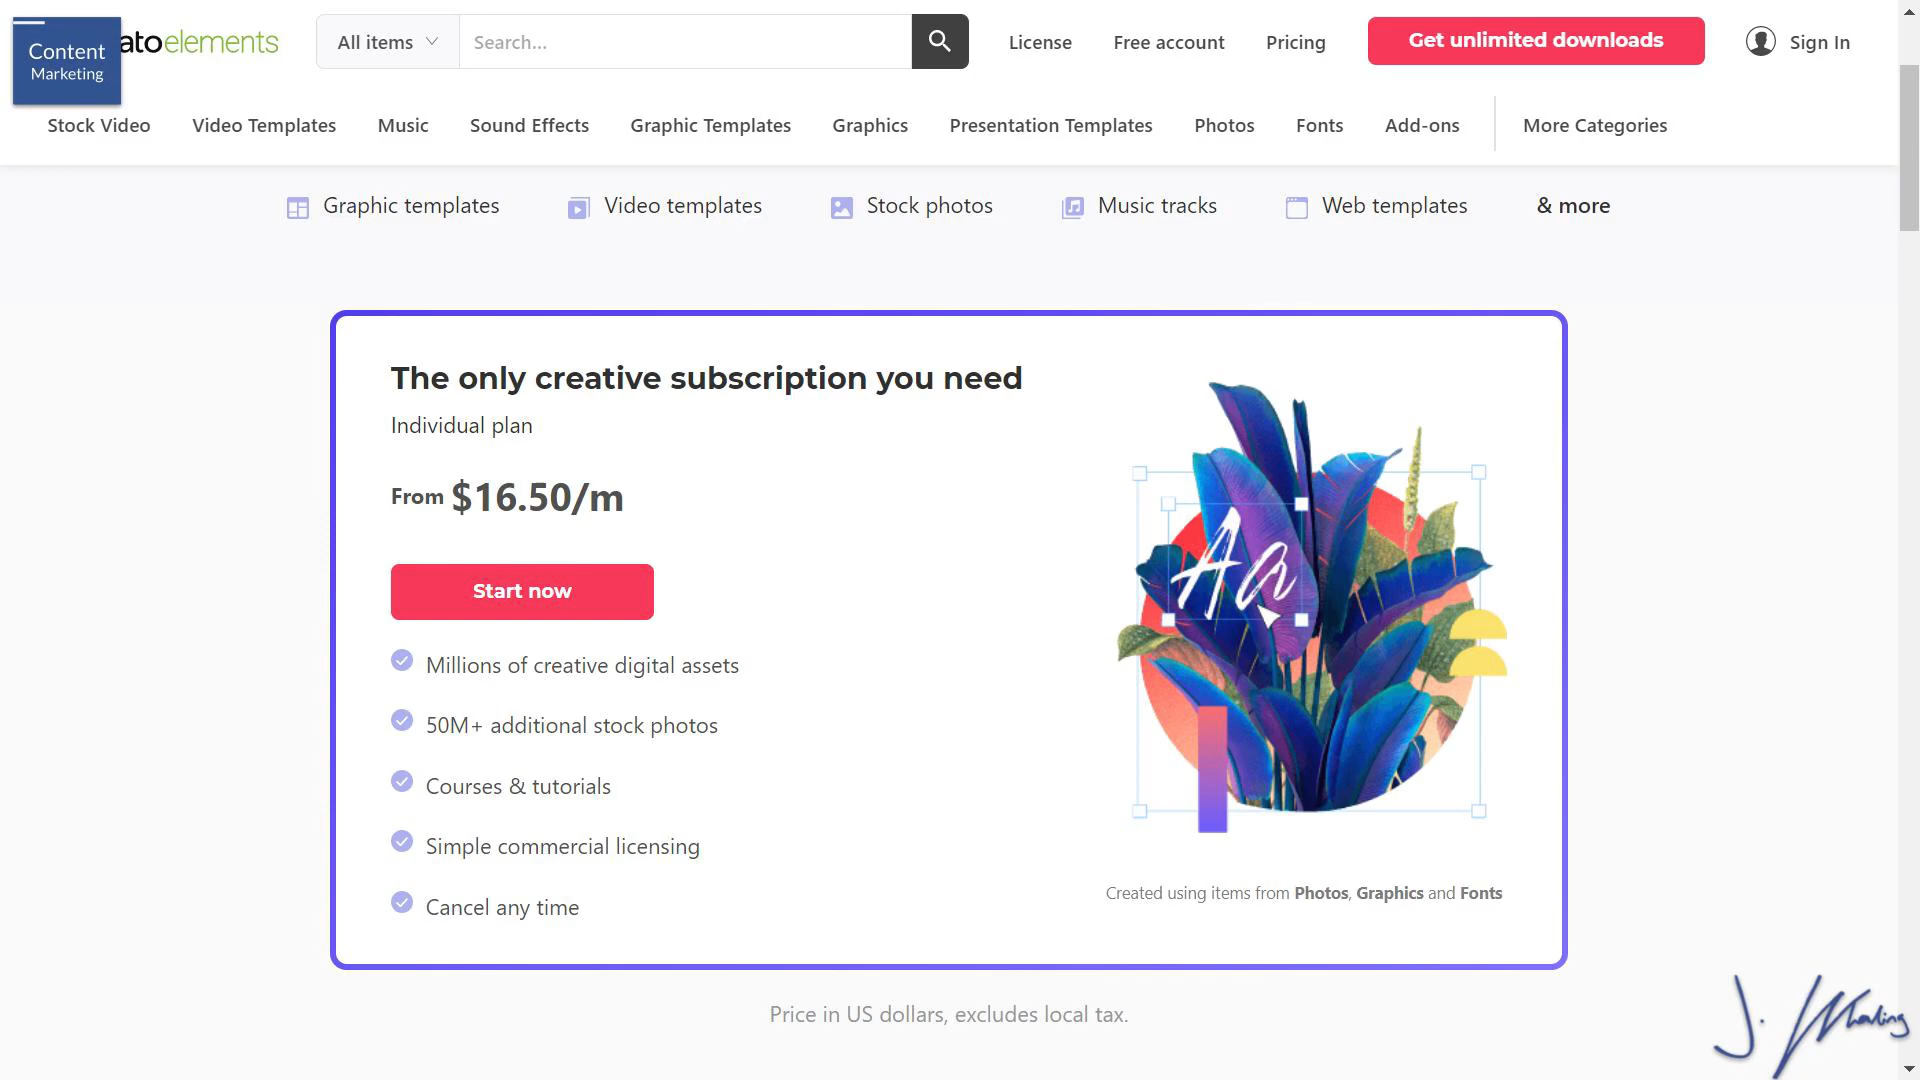 Content
Marketing
atoelements
All items
Search...
License
Free account
Pricing
Get unlimited downloads
Sign In
Stock Video
Video Templates
Music
Sound Effects
Graphic Templates
Graphics
Presentation Templates
Photos
Fonts
Add-ons
More Categories
Graphic templates
Video templates
Stock photos
Music tracks
Web templates
& more
The only creative subscription you need
Individual plan
From $16.50/m
Start now
Millions of creative digital assets
50M+ additional stock photos
Courses & tutorials
Simple commercial licensing
Cancel any time
Aa
Created using items from Photos, Graphics and Fonts
Price in US dollars, excludes local tax.